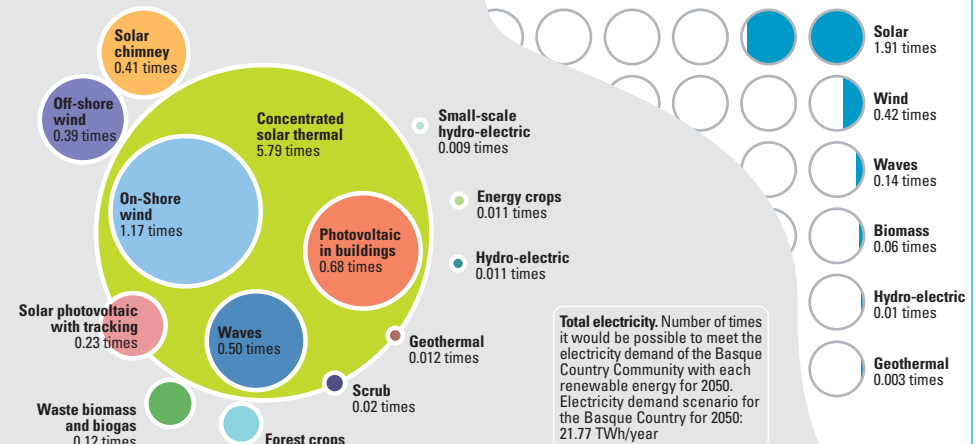 Solar
chimney
0.41 times
Off-shore
wind
0.39 times
Concentrated
solar thermal
5.79 times
On-Shore
wind
1.17 times
Photovoltaic
in buildings
0.68 times
Solar photovoltaic
with tracking
0.23 times
Waves
0.50 times
Waste biomass
and biogas
0.12 times
Forest crops
Scrub
0.02 times
Geothermal
0.012 times
Small-scale
hydro-electric
0.009 times
Energy crops
0.011 times
Hydro-electric
0.011 times
Total electricity. Number of times
it would be possible to meet the
electricity demand of the Basque
Country Community with each
renewable energy for 2050.
Electricity demand scenario for
the Basque Country for 2050:
21.77 TWh/year
Solar
1.91 times
Wind
0.42 times
Waves
0.14 times
Biomass
0.06 times
Hydro-electric
0.01 times
Geothermal
0.003 times